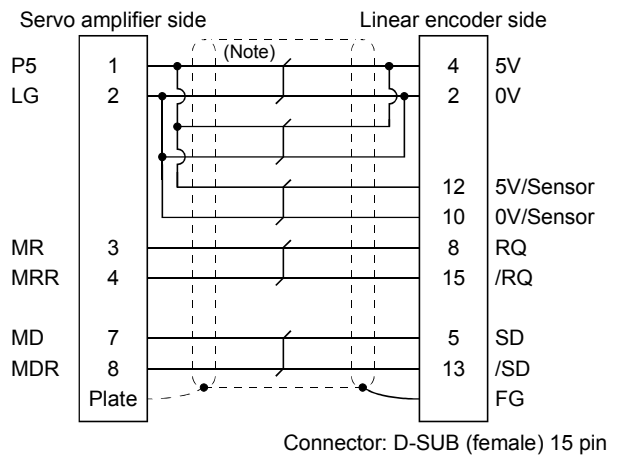 Servo amplifier side Linear encoder side
(Note)
P5 1 4 5V
LG 2 2 0V
12 5V/Sensor
10 0V/Sensor
MR 3 8 RQ
MRR 4 15 /RQ
MD 7 5 SD
MDR 8 13 /SD
Plate FG
Connector: D-SUB (female) 15 pin